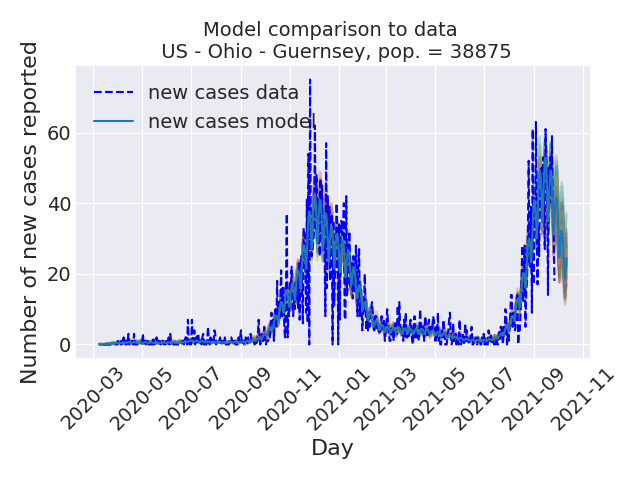 Model comparison to data
US - Ohio - Guernsey, pop. = 38875
Number of new cases reported
new cases data
new cases model
60
40
20
0
2020-03
2020-05
2020-07
2020-09
2020-11
2021-01
2021-03
2021-05
2021-07
2021-09
2021-11
Day